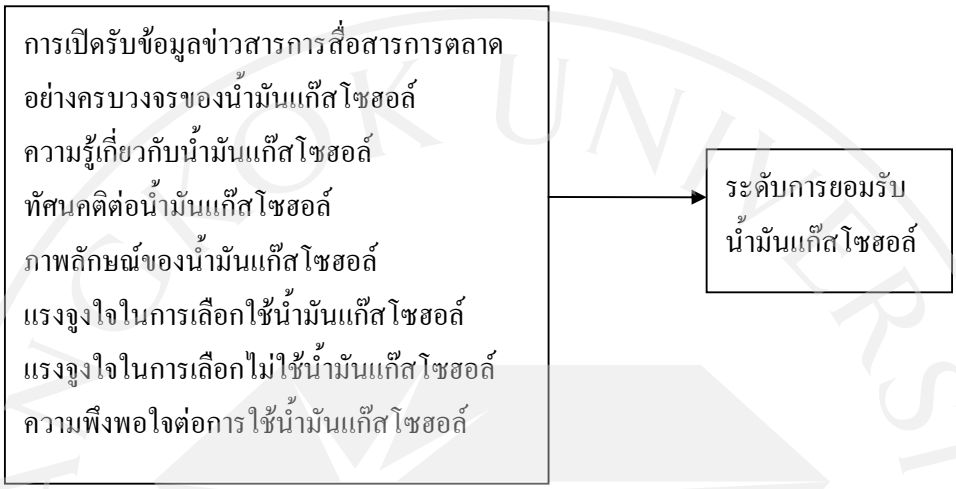 การเปิดรับข้อมูลข่าวสารการสื่อสารการตลาด
อย่างครบวงจรของน้ำมันแก๊สโซฮอล์
ความรู้เกี่ยวกับน้ำมันแก๊สโซฮอล์
ทัศนคติต่อน้ำมันแก๊สโซฮอล์
ภาพลักษณ์ของน้ำมันแก๊สโซฮอล์
แรงจูงใจในการเลือกใช้น้ำมันแก๊สโซฮอล์
แรงจูงใจในการเลือกไม่ใช้น้ำมันแก๊สโซฮอล์
ความพึงพอใจต่อการใช้น้ำมันแก๊สโซฮอล์
ระดับการยอมรับ
น้ำมันแก๊สโซฮอล์
NGKOK UNIVERSI